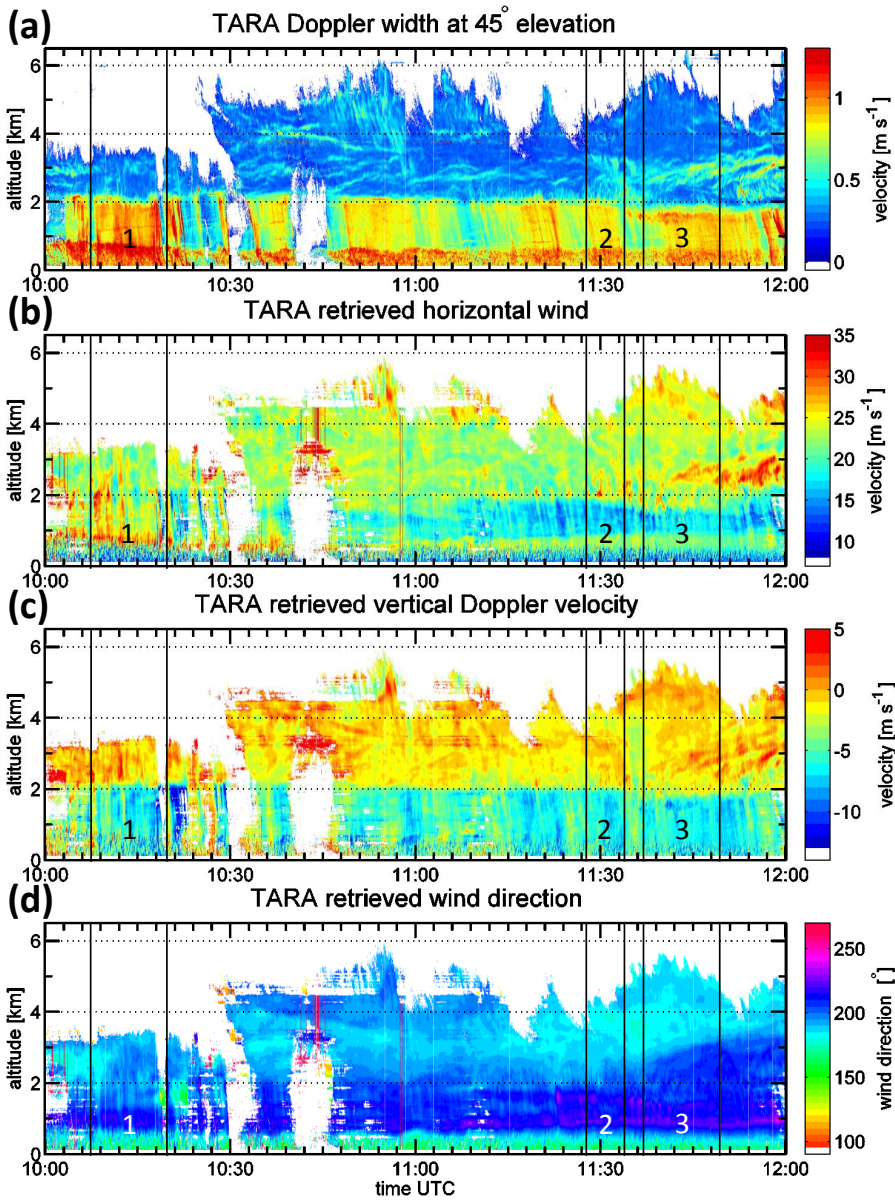 (a) TARA Doppler width at 45° elevation
altitude [km]
6
4
2
0
10:00 10:30 11:00 11:30 12:00
1 2 3
1
0.5
0
velocity [m s⁻¹]
(b) TARA retrieved horizontal wind
altitude [km]
6
4
2
0
10:00 10:30 11:00 11:30 12:00
1 2 3
35
30
25
20
15
10
velocity [m s⁻¹]
(c) TARA retrieved vertical Doppler velocity
altitude [km]
6
4
2
0
10:00 10:30 11:00 11:30 12:00
1 2 3
5
0
-5
-10
velocity [m s⁻¹]
(d) TARA retrieved wind direction
altitude [km]
6
4
2
0
10:00 10:30 11:00 11:30 12:00
time UTC
1 2 3
250
200
150
100
wind direction [°]